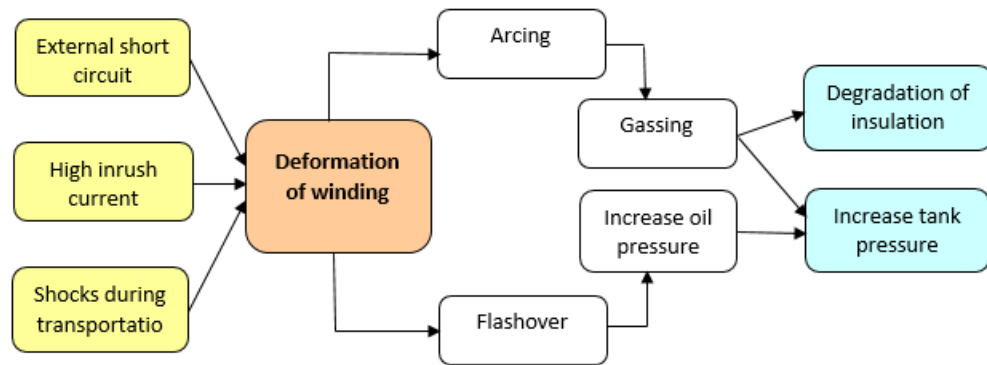 External short
circuit
High inrush
current
Shocks during
transportatio
Deformation
of winding
Arcing
Gassing
Increase oil
pressure
Flashover
Degradation of
insulation
Increase tank
pressure